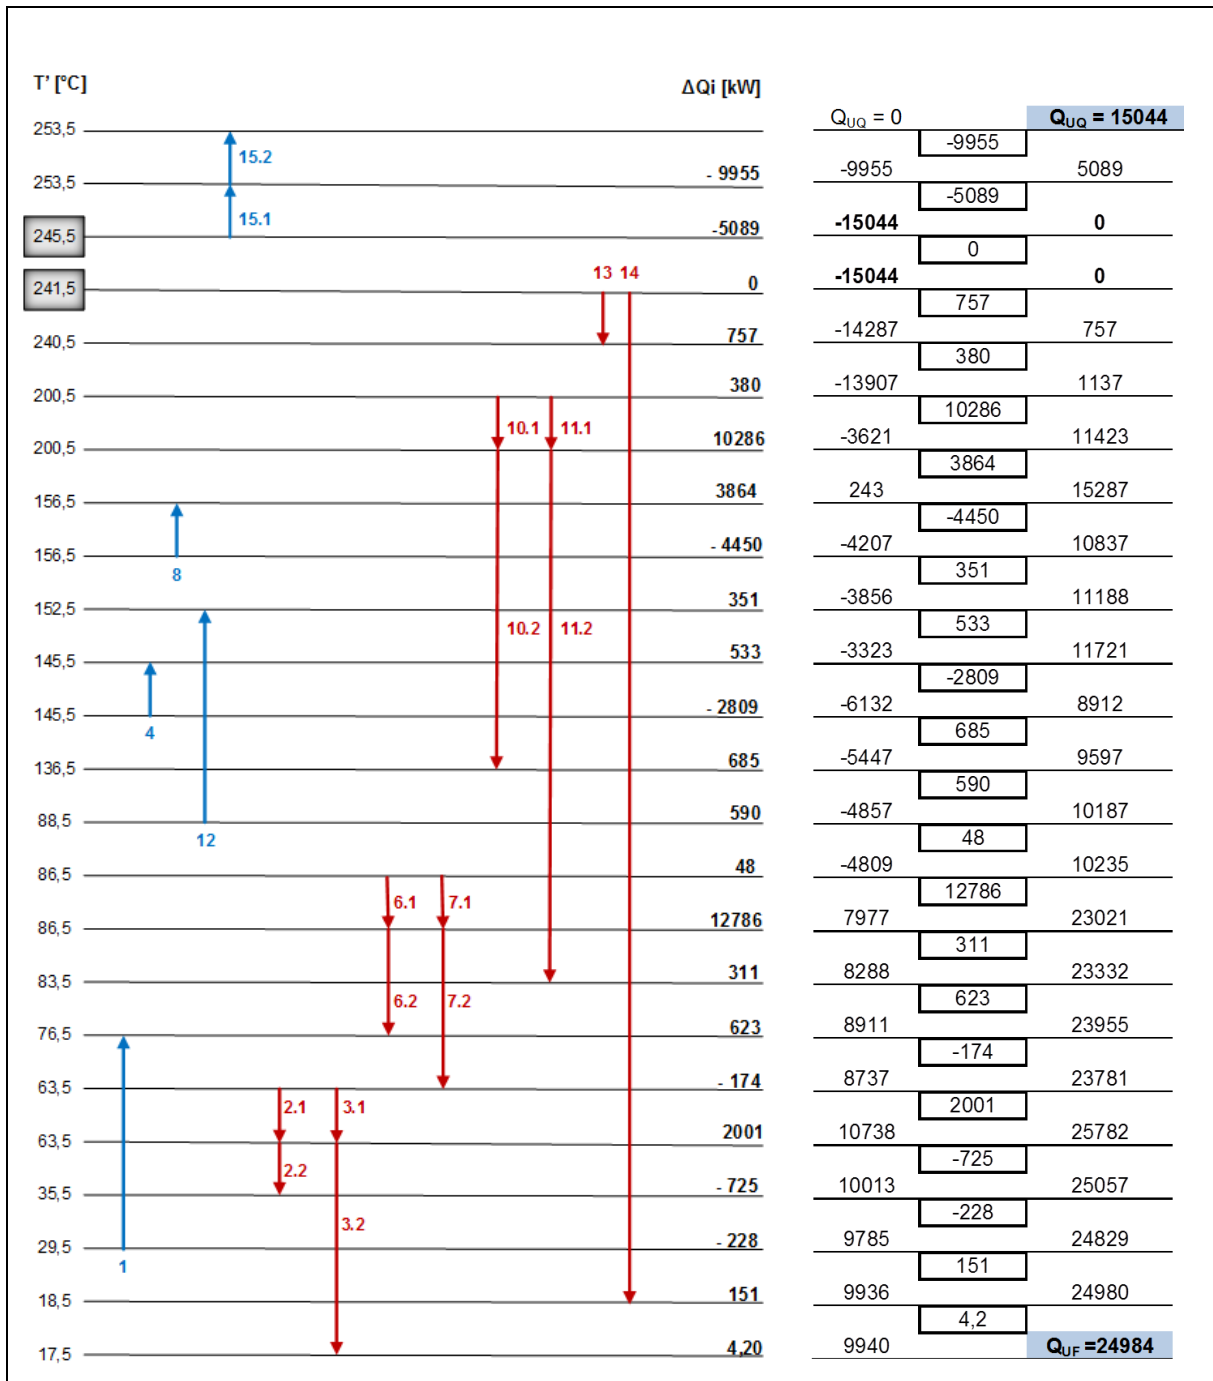 T' [°C] ΔQi [kW]
Q_UQ = 0 Q_UQ = 15044
253,5
-9955
15.2
253,5 - 9955 -9955 5089
-5089
15.1
245,5 -5089 -15044 0
0
13 14
241,5 0 -15044 0
757
240,5 757 -14287 757
380
200,5 380 -13907 1137
10286
10.1 11.1
200,5 10286 -3621 11423
3864
156,5 3864 243 15287
-4450
156,5 - 4450 -4207 10837
8 351
152,5 351 -3856 11188
533
10.2 11.2
145,5 533 -3323 11721
-2809
145,5 - 2809 -6132 8912
4 685
136,5 685 -5447 9597
590
88,5 590 -4857 10187
12 48
86,5 48 -4809 10235
12786
6.1 7.1
86,5 12786 7977 23021
311
83,5 311 8288 23332
623
6.2 7.2
76,5 623 8911 23955
-174
63,5 - 174 8737 23781
2001
2.1 3.1
63,5 2001 10738 25782
-725
2.2
35,5 - 725 10013 25057
-228
3.2
29,5 - 228 9785 24829
1 151
18,5 151 9936 24980
4,2
17,5 4,20 9940 Q_UF =24984